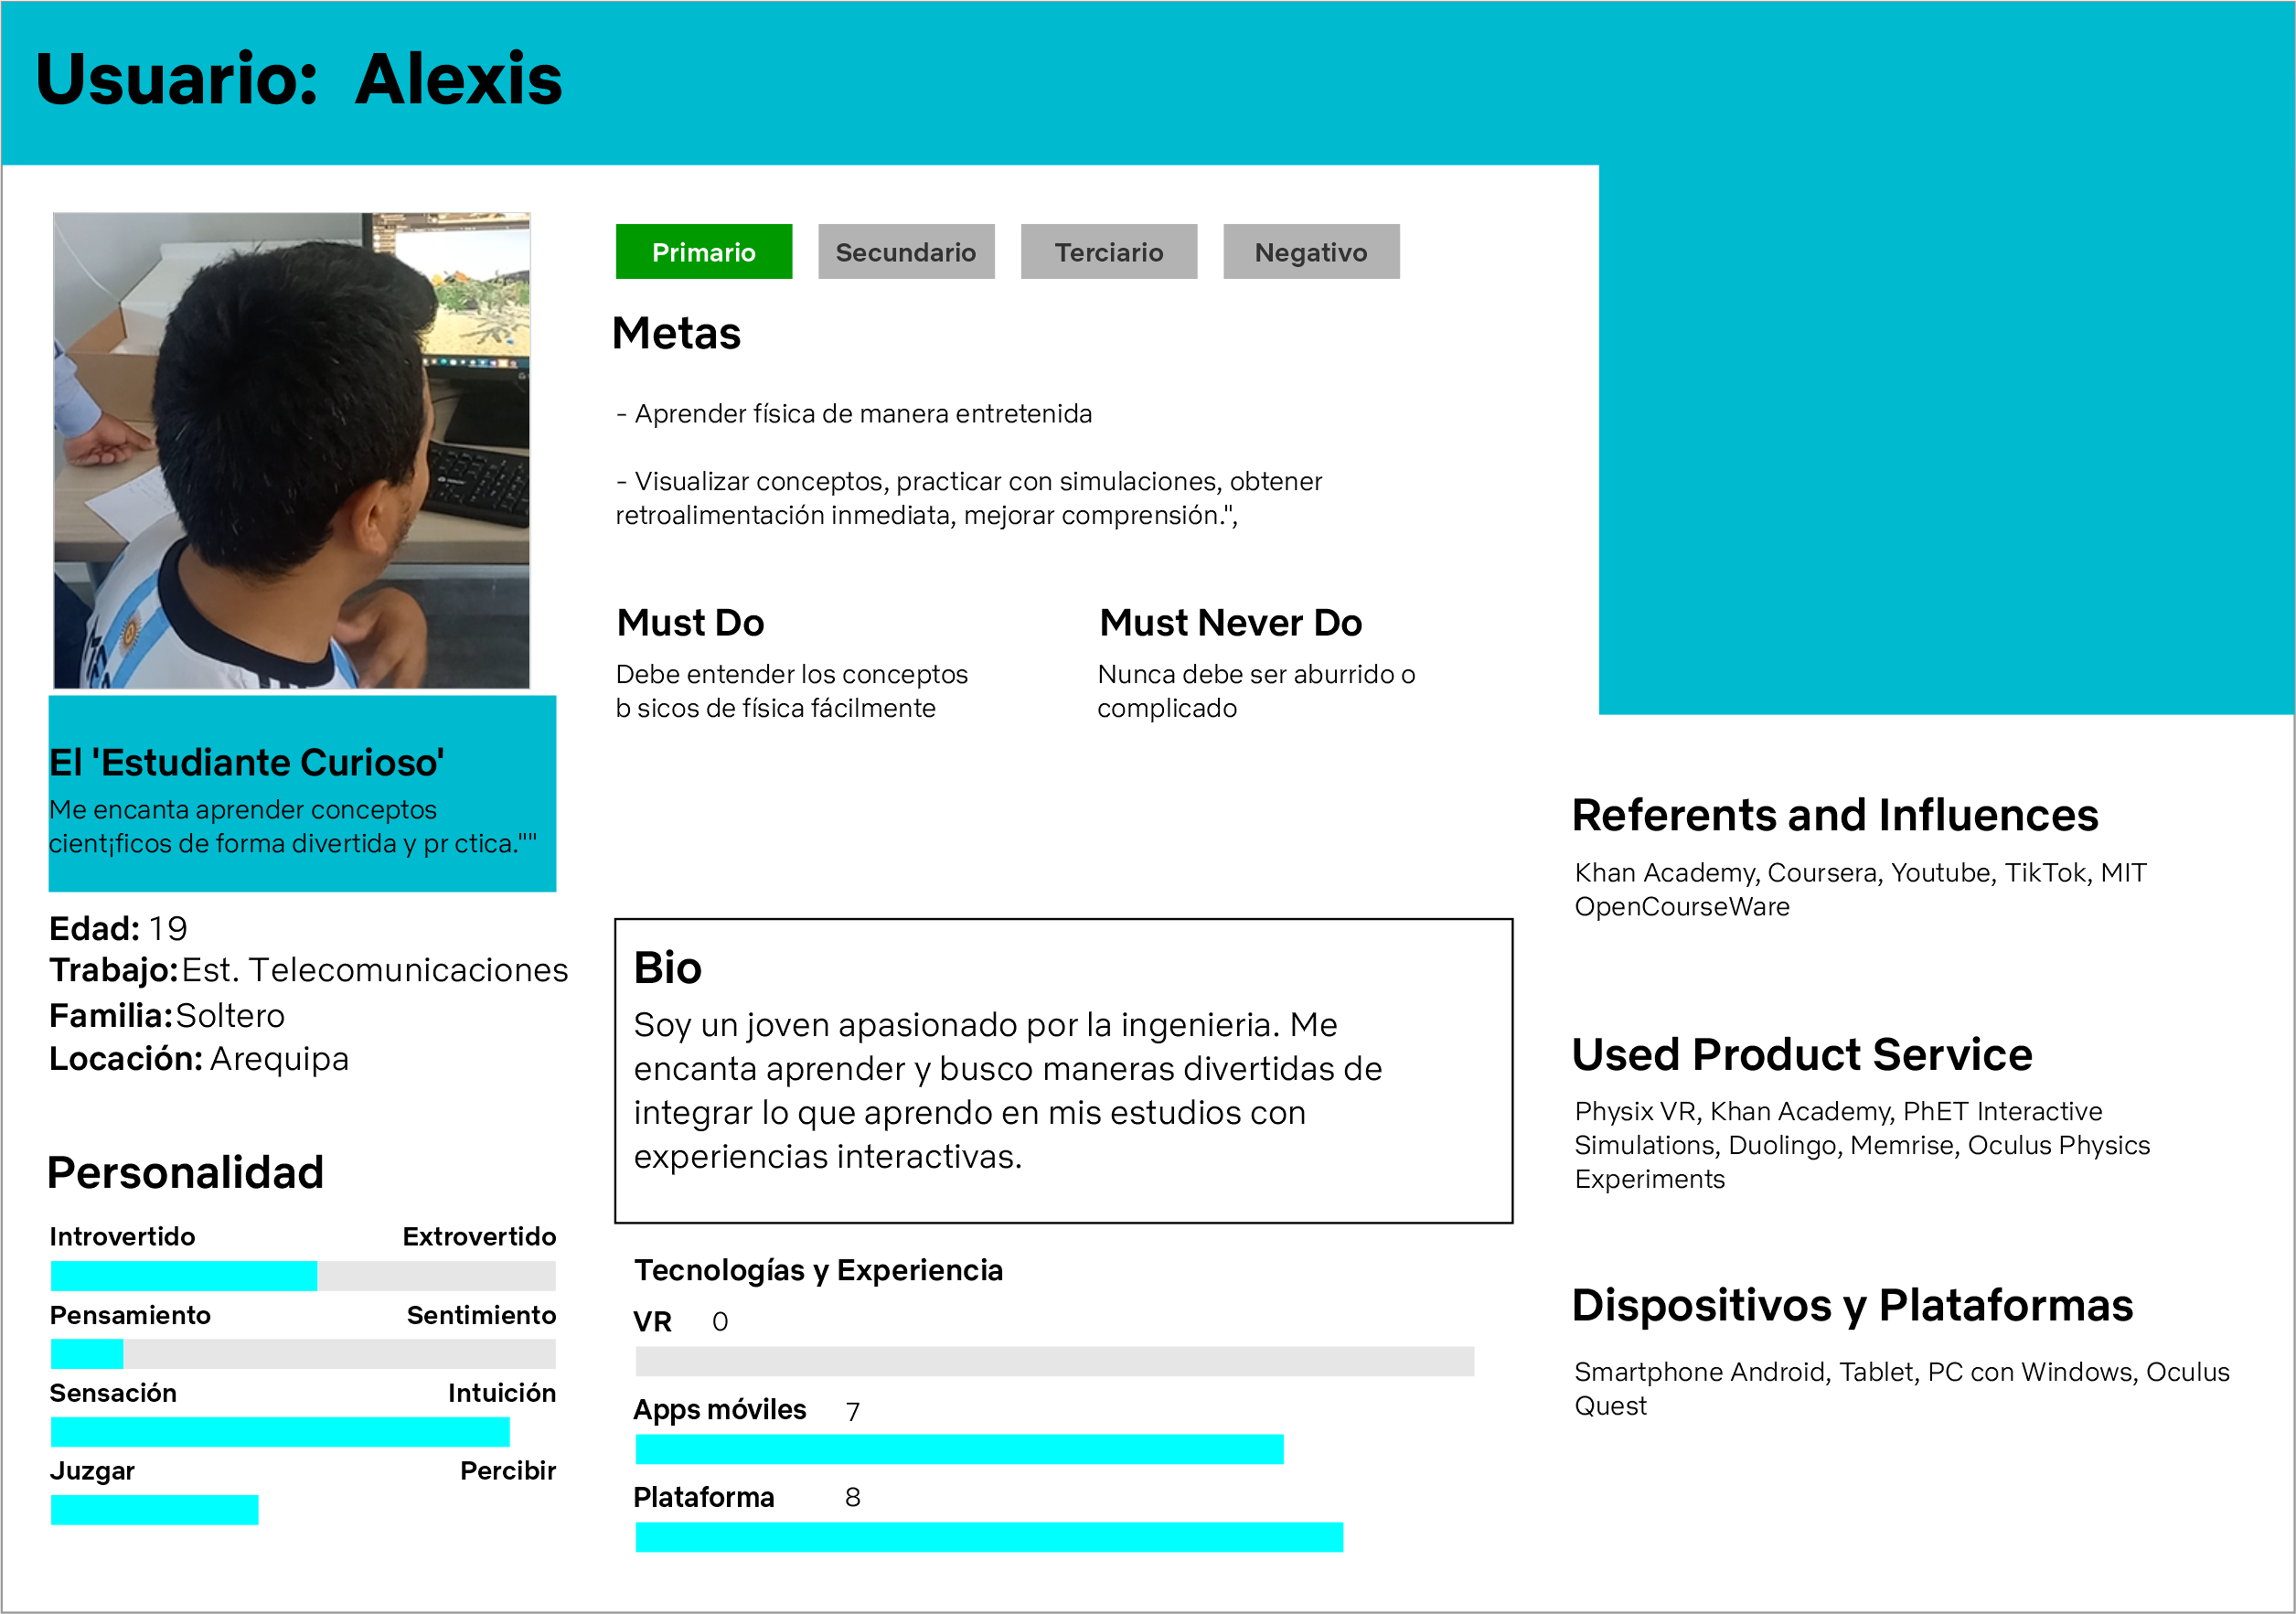 Usuario: Alexis
Primario
Secundario
Terciario
Negativo
Metas
- Aprender física de manera entretenida
- Visualizar conceptos, practicar con simulaciones, obtener
retroalimentación inmediata, mejorar comprensión.",
Must Do
Debe entender los conceptos
b sicos de física fácilmente
Must Never Do
Nunca debe ser aburrido o
complicado
El 'Estudiante Curioso'
Me encanta aprender conceptos
cient¡ficos de forma divertida y pr ctica.""
Edad: 19
Trabajo: Est. Telecomunicaciones
Familia: Soltero
Locación: Arequipa
Personalidad
Introvertido Extrovertido
Pensamiento Sentimiento
Sensación Intuición
Juzgar Percibir
Bio
Soy un joven apasionado por la ingenieria. Me
encanta aprender y busco maneras divertidas de
integrar lo que aprendo en mis estudios con
experiencias interactivas.
Tecnologías y Experiencia
VR 0
Apps móviles 7
Plataforma 8
Referents and Influences
Khan Academy, Coursera, Youtube, TikTok, MIT
OpenCourseWare
Used Product Service
Physix VR, Khan Academy, PhET Interactive
Simulations, Duolingo, Memrise, Oculus Physics
Experiments
Dispositivos y Plataformas
Smartphone Android, Tablet, PC con Windows, Oculus
Quest